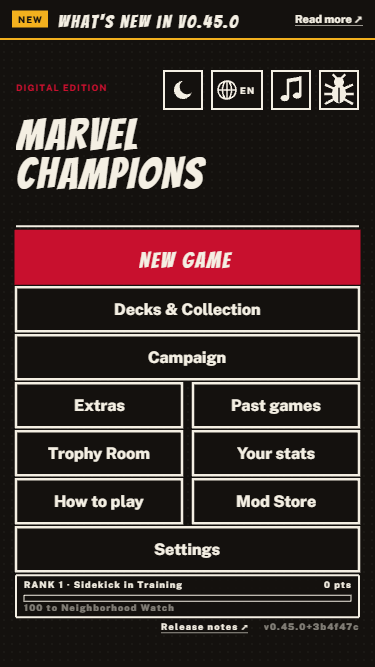 NEW WHAT'S NEW IN V0.45.0 Read more ↗
DIGITAL EDITION
EN
MARVEL
CHAMPIONS
NEW GAME
Decks & Collection
Campaign
Extras Past games
Trophy Room Your stats
How to play Mod Store
Settings
RANK 1 · Sidekick in Training 0 pts
100 to Neighborhood Watch
Release notes ↗ v0.45.0+3b4f47c